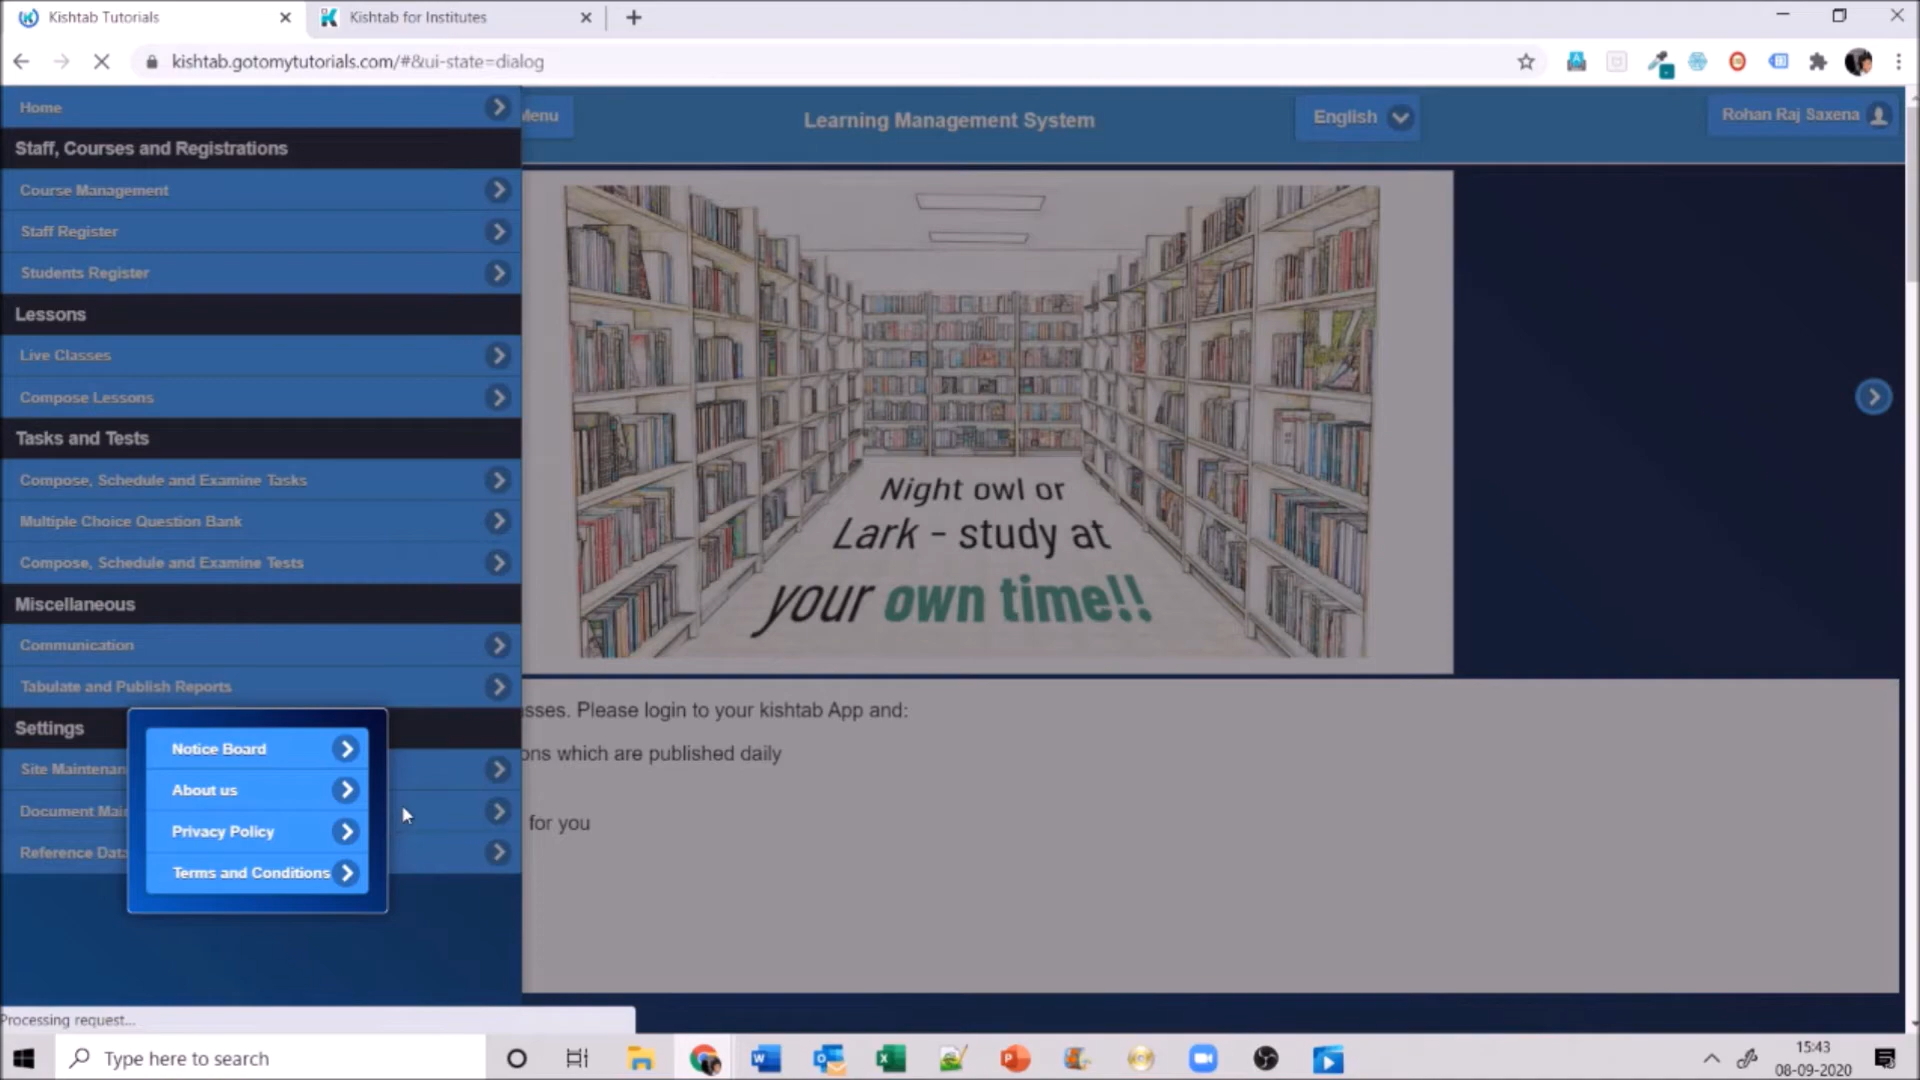 Kishtab Tutorials
Kishtab for Institutes
kishtab.gotomytutorials.com/#&ui-state=dialog
Home
Staff, Courses and Registrations
Course Management
Staff Register
Students Register
Lessons
Live Classes
Compose Lessons
Tasks and Tests
Compose, Schedule and Examine Tasks
Multiple Choice Question Bank
Compose, Schedule and Examine Tests
Miscellaneous
Communication
Tabulate and Publish Reports
Settings
Site Maintenan
Document Mai
Reference Data
Notice Board
About us
Privacy Policy
Terms and Conditions
Menu
Learning Management System
English
Rohan Raj Saxena
Night owl or
Lark - study at
your own time!!
sses. Please login to your kishtab App and:
ons which are published daily
for you
Processing request...
Type here to search
15:43
08-09-2020